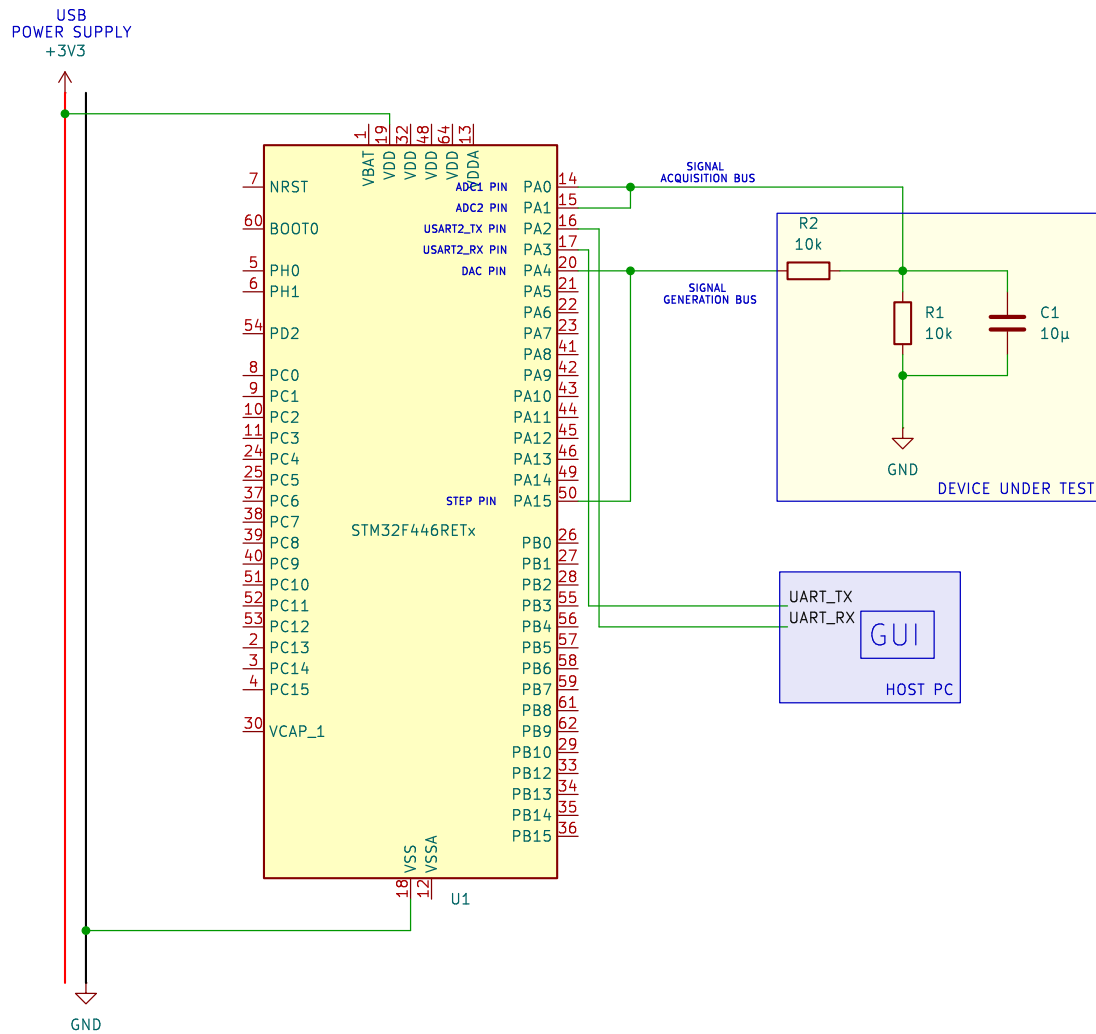 USB
POWER SUPPLY
+3V3
1
19
32
48
64
13
VBAT
VDD
VDD
VDD
VDD
VDDA
7 NRST
60 BOOT0
5 PH0
6 PH1
54 PD2
8 PC0
9 PC1
10 PC2
11 PC3
24 PC4
25 PC5
37 PC6
38 PC7
39 PC8
40 PC9
51 PC10
52 PC11
53 PC12
2 PC13
3 PC14
4 PC15
30 VCAP_1
STM32F446RETx
ADC1 PIN PA0 14
ADC2 PIN PA1 15
USART2_TX PIN PA2 16
USART2_RX PIN PA3 17
DAC PIN PA4 20
PA5 21
PA6 22
PA7 23
PA8 41
PA9 42
PA10 43
PA11 44
PA12 45
PA13 46
PA14 49
STEP PIN PA15 50
PB0 26
PB1 27
PB2 28
PB3 55
PB4 56
PB5 57
PB6 58
PB7 59
PB8 61
PB9 62
PB10 29
PB12 33
PB13 34
PB14 35
PB15 36
VSS
VSSA
18
12
U1
GND
SIGNAL
ACQUISITION BUS
SIGNAL
GENERATION BUS
R2
10k
R1
10k
C1
10µ
GND
DEVICE UNDER TEST
UART_TX
UART_RX
GUI
HOST PC